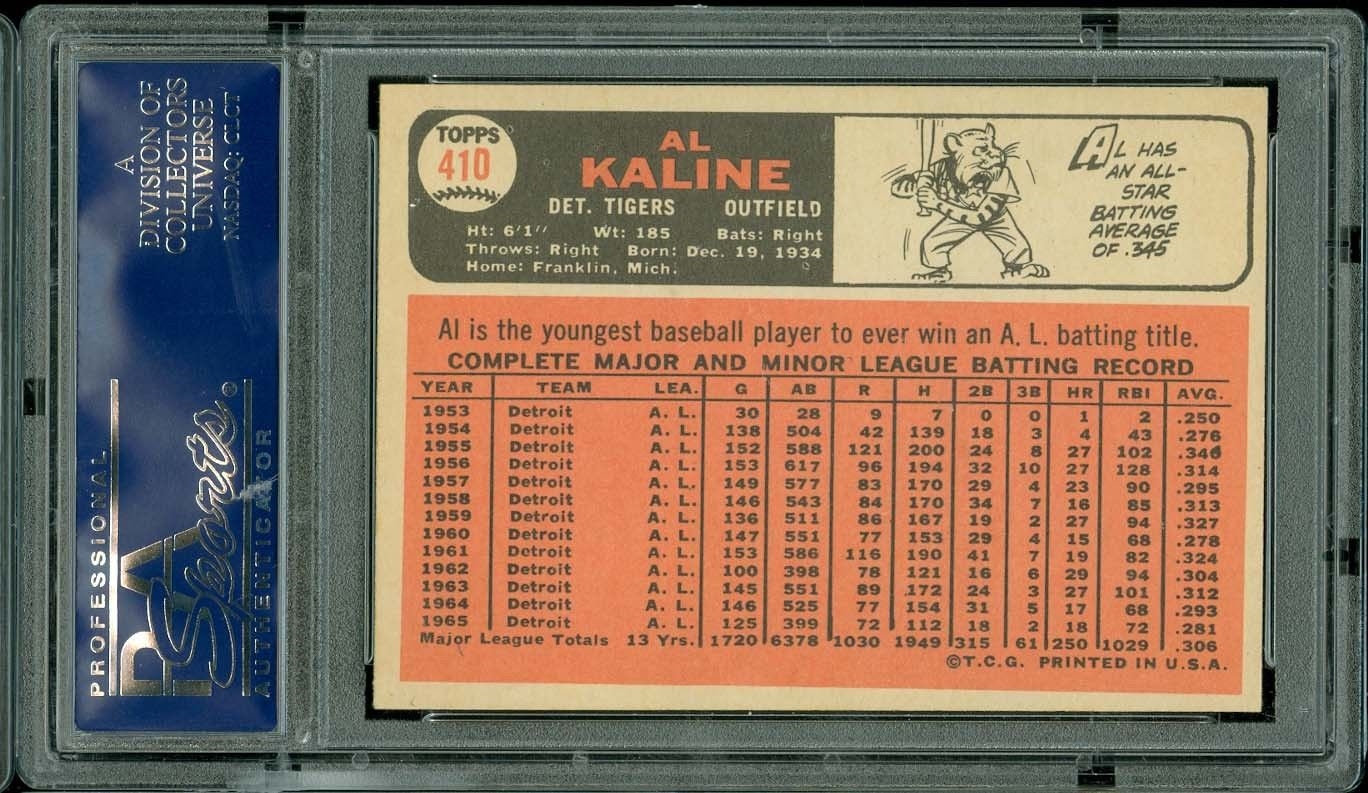 A
DIVISION OF
COLLECTORS
UNIVERSE
NASDAQ: CLCT
PROFESSIONAL
PSA
Sports®
AUTHENTICATOR
TOPPS
410
AL
KALINE
DET. TIGERS OUTFIELD
Ht: 6'1" Wt: 185 Bats: Right
Throws: Right Born: Dec. 19, 1934
Home: Franklin, Mich.
AL HAS
AN ALL-
STAR
BATTING
AVERAGE
OF .345
Al is the youngest baseball player to ever win an A. L. batting title.
COMPLETE MAJOR AND MINOR LEAGUE BATTING RECORD
YEAR TEAM LEA. G AB R H 2B 3B HR RBI AVG.
1953 Detroit A. L. 30 28 9 7 0 0 1 2 .250
1954 Detroit A. L. 138 504 42 139 18 3 4 43 .276
1955 Detroit A. L. 152 588 121 200 24 8 27 102 .340
1956 Detroit A. L. 153 617 96 194 32 10 27 128 .314
1957 Detroit A. L. 149 577 83 170 29 4 23 90 .295
1958 Detroit A. L. 146 543 84 170 34 7 16 85 .313
1959 Detroit A. L. 136 511 86 167 19 2 27 94 .327
1960 Detroit A. L. 147 551 77 153 29 4 15 68 .278
1961 Detroit A. L. 153 586 116 190 41 7 19 82 .324
1962 Detroit A. L. 100 398 78 121 16 6 29 94 .304
1963 Detroit A. L. 145 551 89 172 24 3 27 101 .312
1964 Detroit A. L. 146 525 77 154 31 5 17 68 .293
1965 Detroit A. L. 125 399 72 112 18 2 18 72 .281
Major League Totals 13 Yrs. 1720 6378 1030 1949 315 61 250 1029 .306
©T.C.G. PRINTED IN U.S.A.